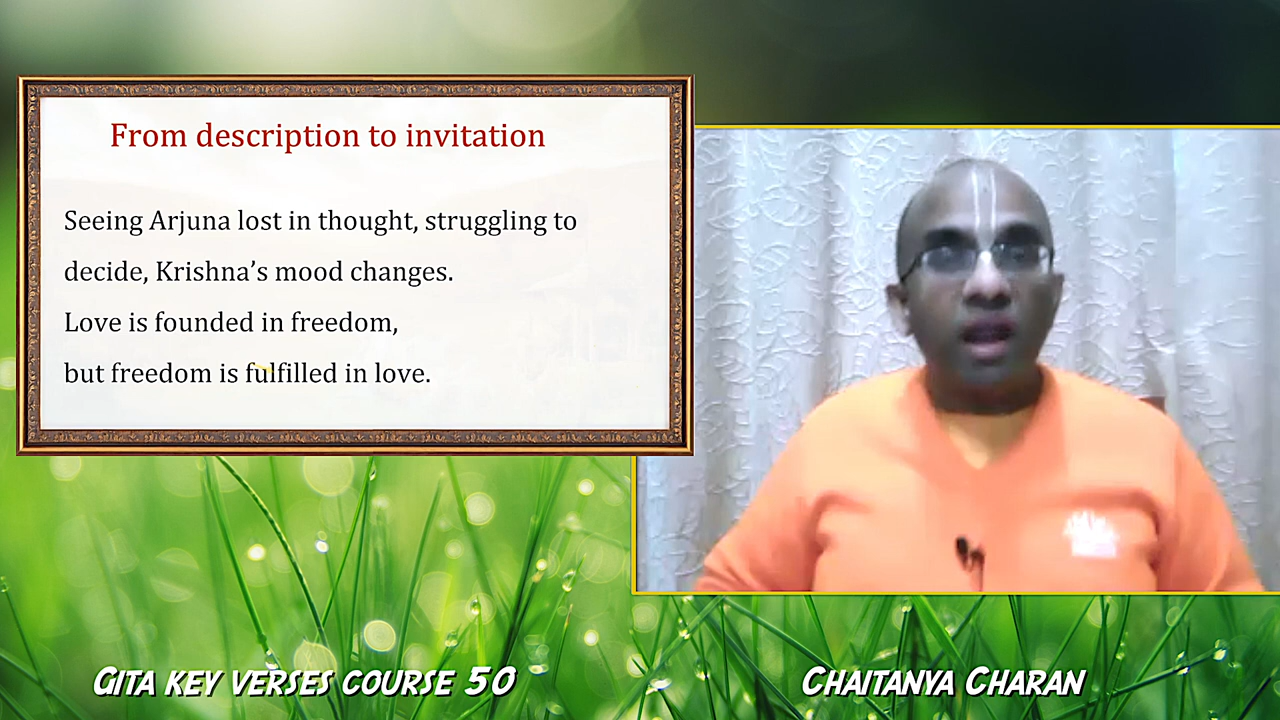 From description to invitation
Seeing Arjuna lost in thought, struggling to
decide, Krishna’s mood changes.
Love is founded in freedom,
but freedom is fulfilled in love.
Gita key verses course 50
Chaitanya Charan